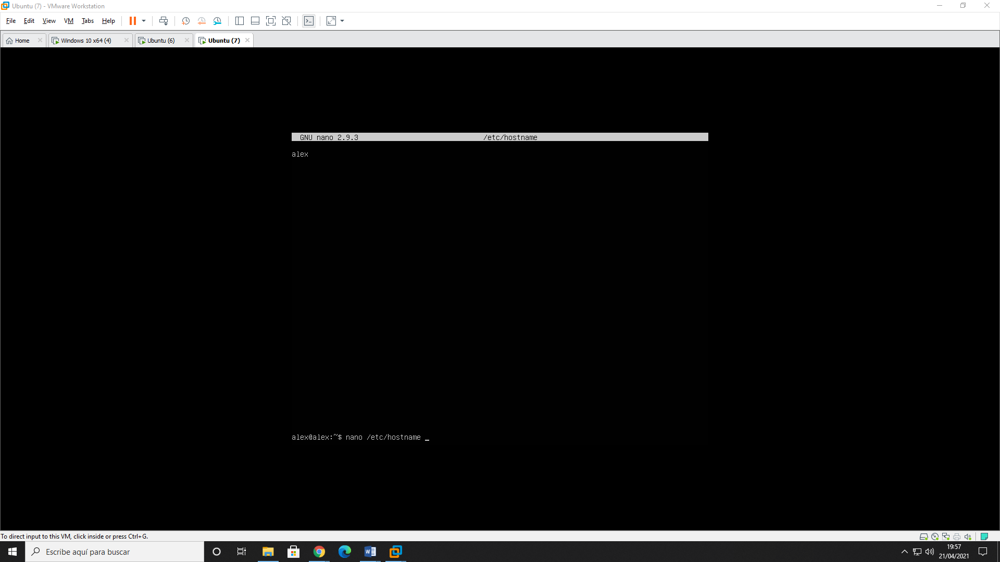 Ubuntu (7) - VMware Workstation
File Edit View VM Tabs Help
Home Windows 10 x64 (4) Ubuntu (6) Ubuntu (7)
GNU nano 2.9.3 /etc/hostname
alex
alex@alex:~$ nano /etc/hostname _
To direct input to this VM, click inside or press Ctrl+G.
Escribe aquí para buscar
19:57
21/04/2021